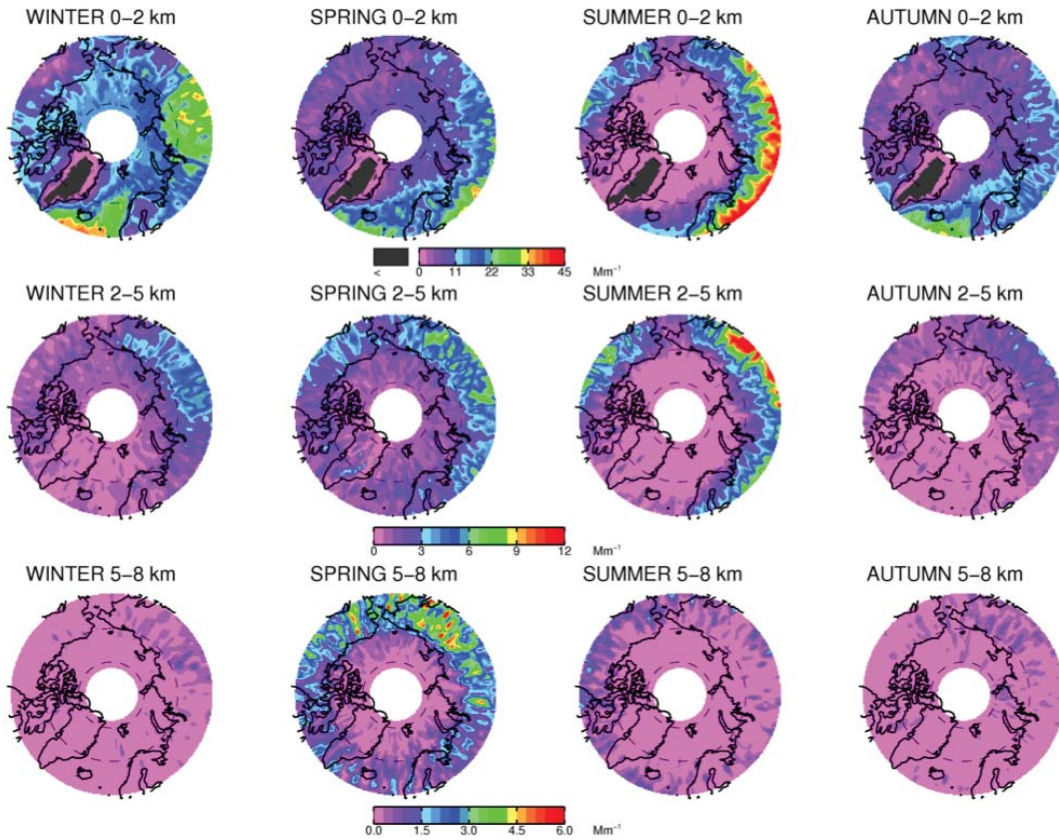 WINTER 0−2 km SPRING 0−2 km SUMMER 0−2 km AUTUMN 0−2 km
< 0 11 22 33 45 Mm⁻¹
WINTER 2−5 km SPRING 2−5 km SUMMER 2−5 km AUTUMN 2−5 km
0 3 6 9 12 Mm⁻¹
WINTER 5−8 km SPRING 5−8 km SUMMER 5−8 km AUTUMN 5−8 km
0.0 1.5 3.0 4.5 6.0 Mm⁻¹